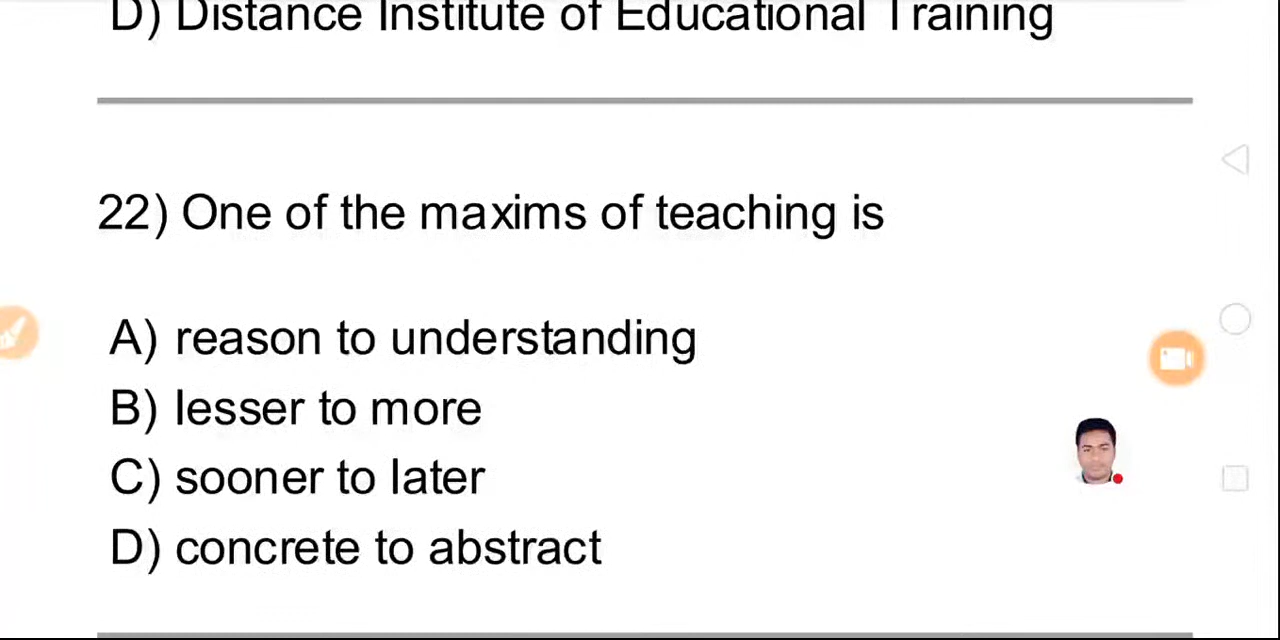 D) Distance Institute of Educational Training
22) One of the maxims of teaching is
A) reason to understanding
B) lesser to more
C) sooner to later
D) concrete to abstract